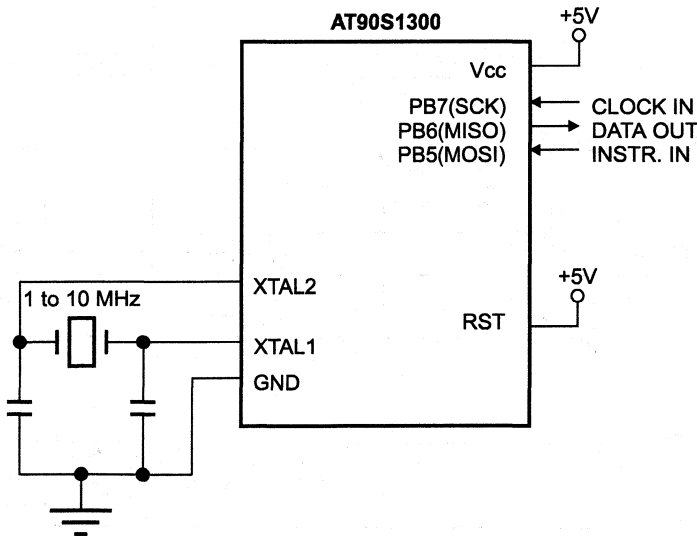 AT90S1300
+5V
Vcc
PB7(SCK) CLOCK IN
PB6(MISO) DATA OUT
PB5(MOSI) INSTR. IN
XTAL2
+5V
1 to 10 MHz
RST
XTAL1
GND